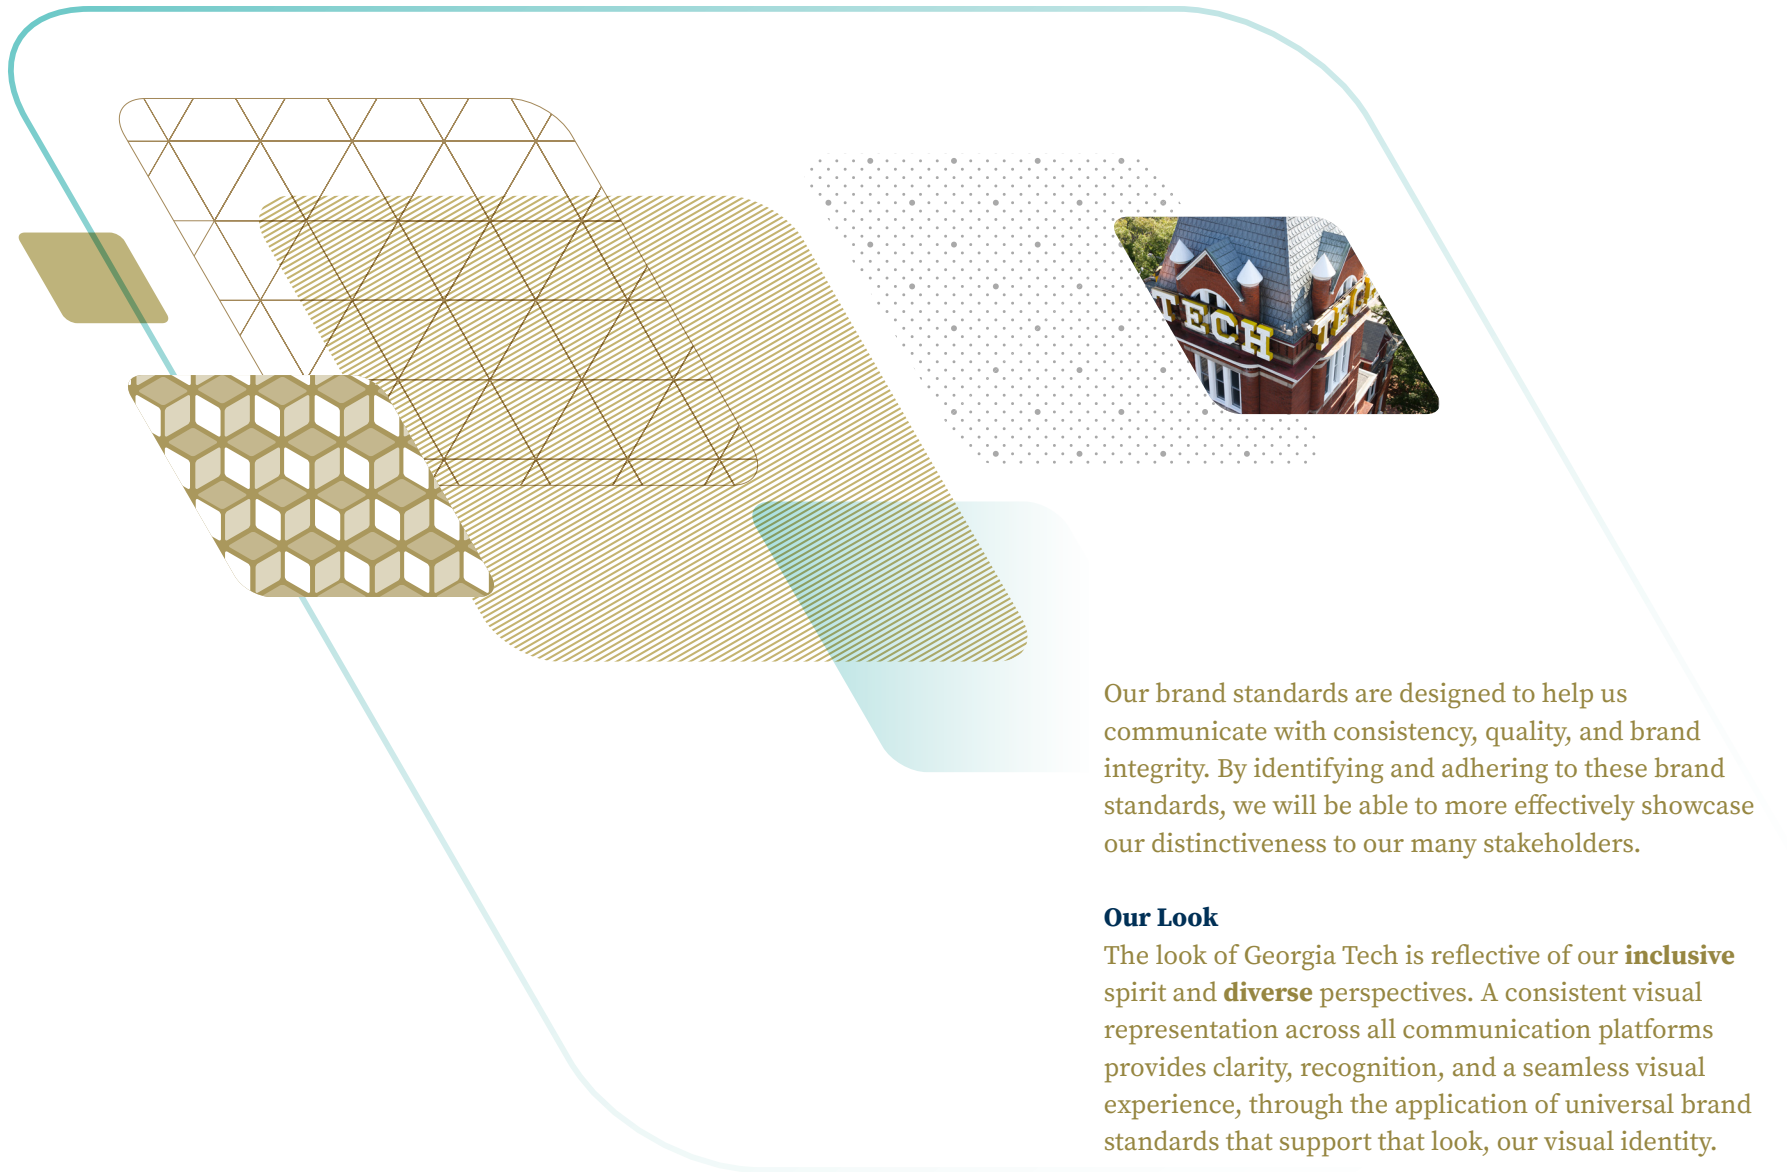 TECH
TECH
Our brand standards are designed to help us
communicate with consistency, quality, and brand
integrity. By identifying and adhering to these brand
standards, we will be able to more effectively showcase
our distinctiveness to our many stakeholders.
Our Look
The look of Georgia Tech is reflective of our inclusive
spirit and diverse perspectives. A consistent visual
representation across all communication platforms
provides clarity, recognition, and a seamless visual
experience, through the application of universal brand
standards that support that look, our visual identity.